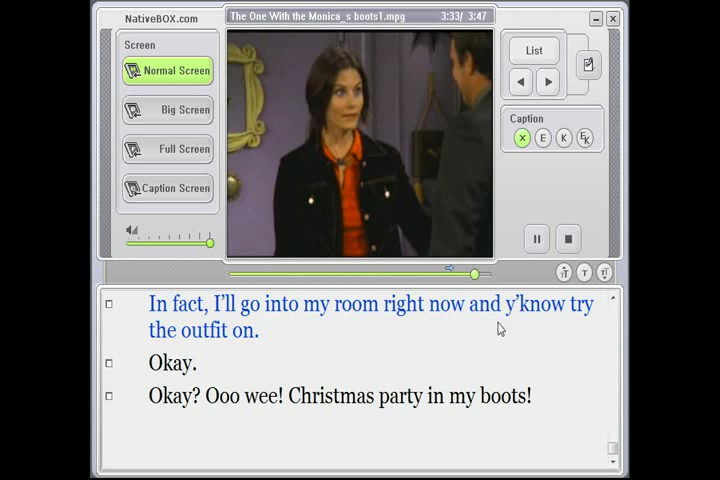 NativeBOX.com
The One With the Monica_s boots1.mpg 3:33/ 3:47
Screen
Normal Screen
Big Screen
Full Screen
Caption Screen
List
Caption
X E K EK
T T T
In fact, I'll go into my room right now and y'know try
the outfit on.
Okay.
Okay? Ooo wee! Christmas party in my boots!